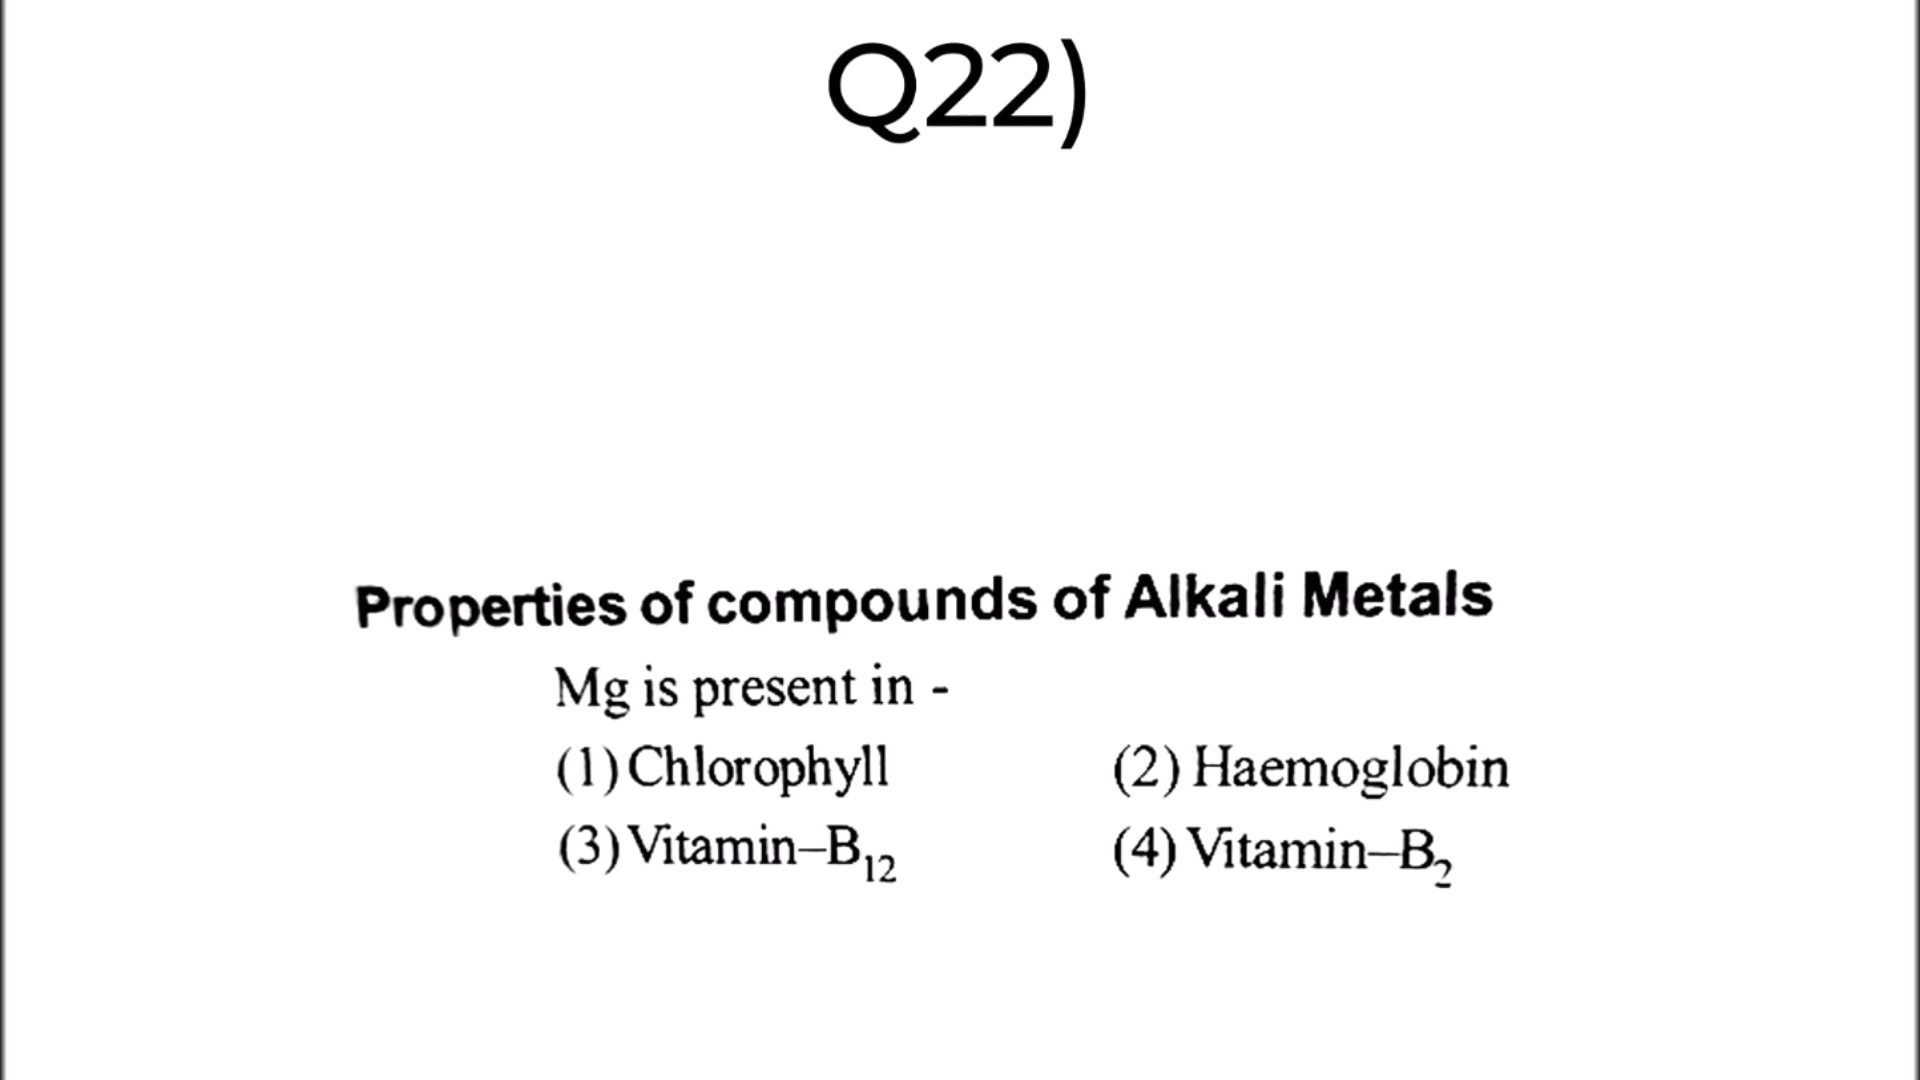 Q22)
Properties of compounds of Alkali Metals
Mg is present in -
(1) Chlorophyll (2) Haemoglobin
(3) Vitamin–B₁₂ (4) Vitamin–B₂